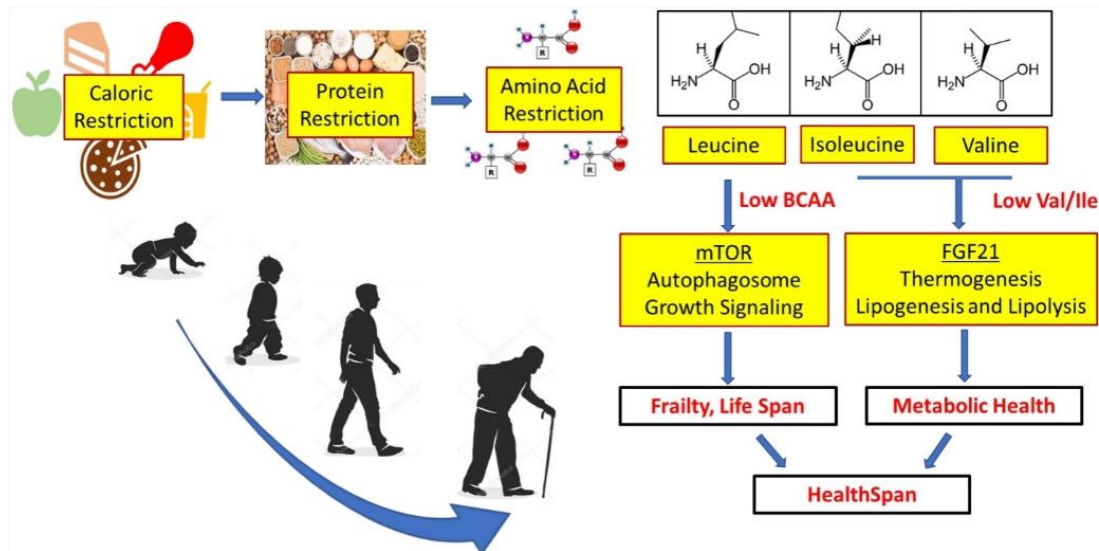 Caloric
Restriction
Protein
Restriction
Amino Acid
Restriction
R
R
R
H
H₂N
OH
O
H
H
H₂N
OH
O
H
H₂N
OH
O
Leucine
Isoleucine
Valine
Low BCAA
Low Val/Ile
mTOR
Autophagosome
Growth Signaling
FGF21
Thermogenesis
Lipogenesis and Lipolysis
Frailty, Life Span
Metabolic Health
HealthSpan